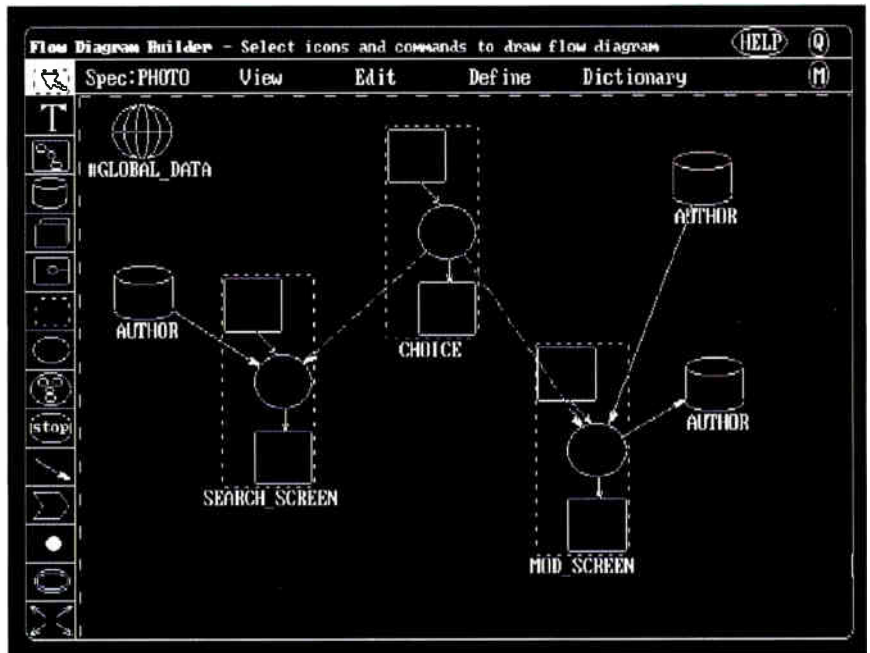 Flow Diagram Builder - Select icons and commands to draw flow diagram HELP Q
Spec:PHOTO View Edit Define Dictionary M
T
#GLOBAL_DATA
AUTHOR
AUTHOR
CHOICE
AUTHOR
stop
SEARCH_SCREEN
MOD_SCREEN